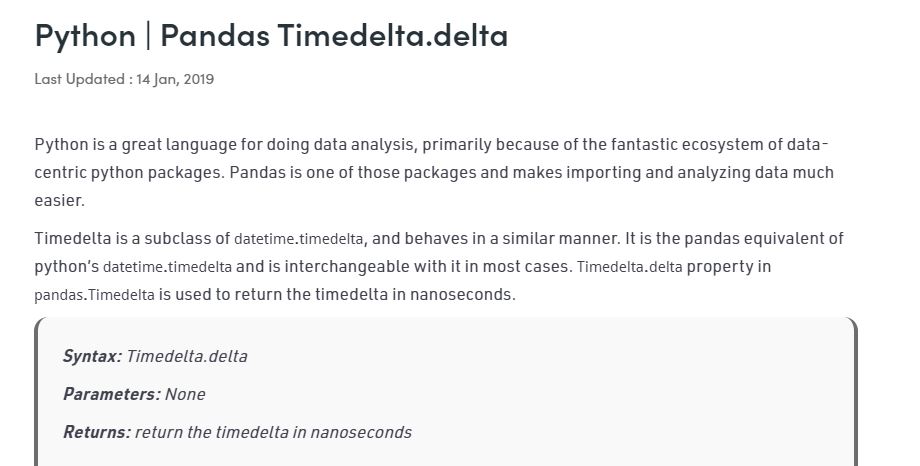 Python | Pandas Timedelta.delta
Last Updated : 14 Jan, 2019
Python is a great language for doing data analysis, primarily because of the fantastic ecosystem of data-
centric python packages. Pandas is one of those packages and makes importing and analyzing data much
easier.
Timedelta is a subclass of datetime.timedelta, and behaves in a similar manner. It is the pandas equivalent of
python's datetime.timedelta and is interchangeable with it in most cases. Timedelta.delta property in
pandas.Timedelta is used to return the timedelta in nanoseconds.
Syntax: Timedelta.delta
Parameters: None
Returns: return the timedelta in nanoseconds